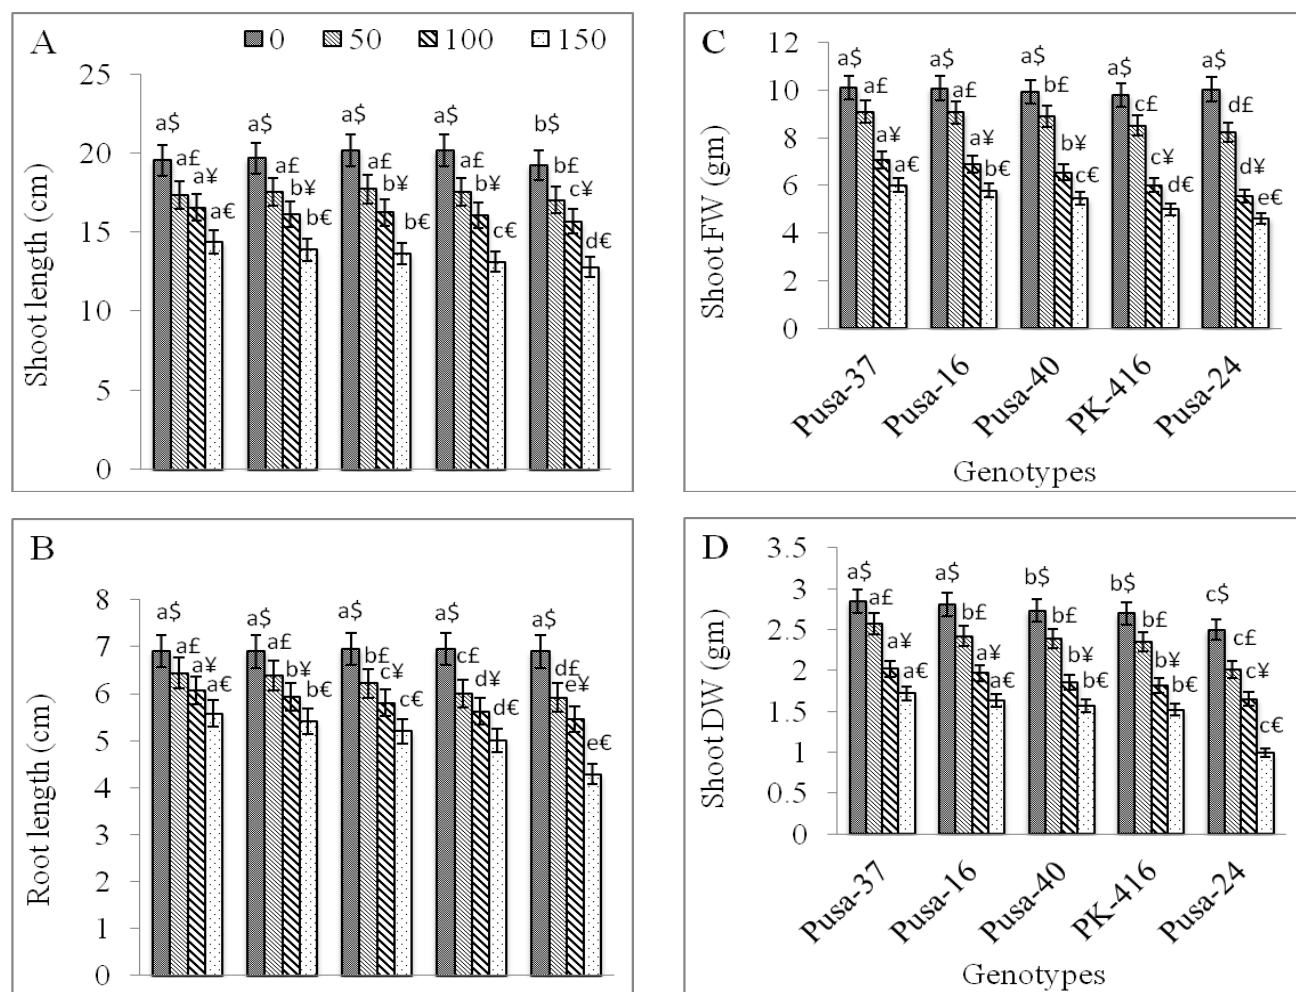 A
0 50 100 150
25
20
15
10
5
0
Shoot length (cm)
a$ a£ a¥ a€
a$ a£ b¥ b€
a$ a£ b¥ b€
a$ a£ b¥ c€
b$ b£ c¥ d€
C
12
10
8
6
4
2
0
Shoot FW (gm)
a$ a£ a¥ a€
a$ a£ a¥ b€
a$ b£ b¥ c€
a$ c£ c¥ d€
a$ d£ d¥ e€
Pusa-37
Pusa-16
Pusa-40
PK-416
Pusa-24
Genotypes
B
8
7
6
5
4
3
2
1
0
Root length (cm)
a$ a£ a¥ a€
a$ a£ b¥ b€
a$ b£ c¥ c€
a$ c£ d¥ d€
a$ d£ e¥ e€
D
3.5
3
2.5
2
1.5
1
0.5
0
Shoot DW (gm)
a$ a£ a¥ a€
a$ b£ a¥ a€
b$ b£ b¥ b€
b$ b£ b¥ b€
c$ c£ c¥ c€
Pusa-37
Pusa-16
Pusa-40
PK-416
Pusa-24
Genotypes